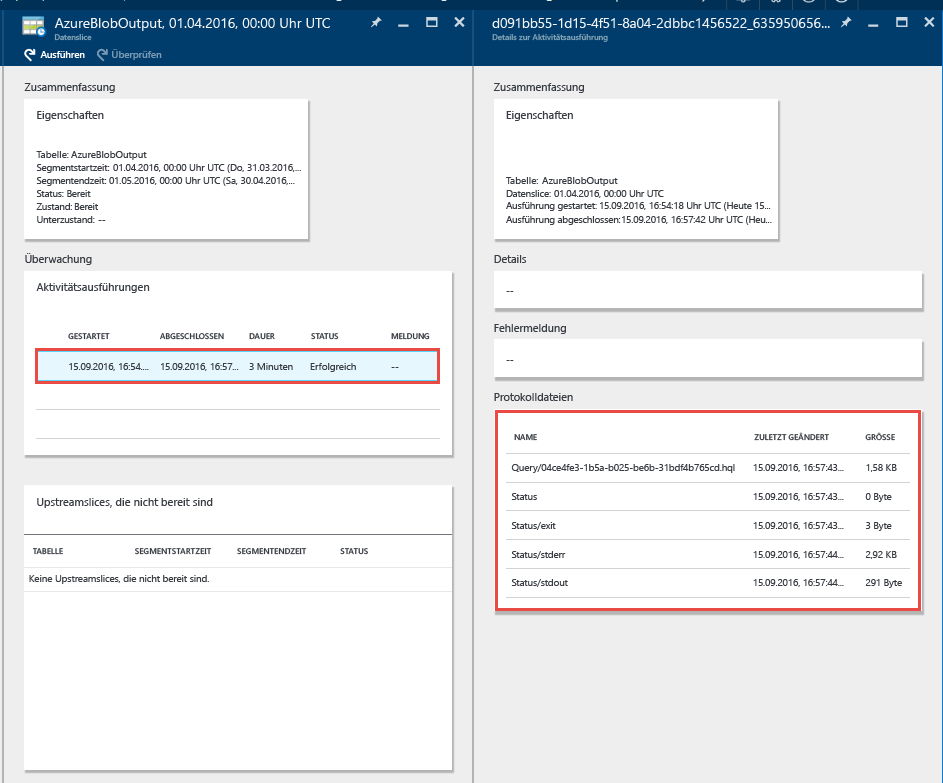 AzureBlobOutput, 01.04.2016, 00:00 Uhr UTC
Datenslice
Ausführen
Überprüfen
Zusammenfassung
Eigenschaften
Tabelle: AzureBlobOutput
Segmentstartzeit: 01.04.2016, 00:00 Uhr UTC (Do, 31.03.2016,...
Segmentendzeit: 01.05.2016, 00:00 Uhr UTC (Sa, 30.04.2016,...
Status: Bereit
Zustand: Bereit
Unterzustand: --
Überwachung
Aktivitätsausführungen
GESTARTET ABGESCHLOSSEN DAUER STATUS MELDUNG
15.09.2016, 16:54.... 15.09.2016, 16:57... 3 Minuten Erfolgreich --
Upstreamslices, die nicht bereit sind
TABELLE SEGMENTSTARTZEIT SEGMENTENDZEIT STATUS
Keine Upstreamslices, die nicht bereit sind.
d091bb55-1d15-4f51-8a04-2dbbc1456522_635950656...
Details zur Aktivitätsausführung
Zusammenfassung
Eigenschaften
Tabelle: AzureBlobOutput
Datenslice: 01.04.2016, 00:00 Uhr UTC
Ausführung gestartet: 15.09.2016, 16:54:18 Uhr UTC (Heute 15...
Ausführung abgeschlossen:15.09.2016, 16:57:42 Uhr UTC (Heu...
Details
--
Fehlermeldung
--
Protokolldateien
NAME ZULETZT GEÄNDERT GRÖSSE
Query/04ce4fe3-1b5a-b025-be6b-31bdf4b765cd.hql 15.09.2016, 16:57:43... 1,58 KB
Status 15.09.2016, 16:57:43... 0 Byte
Status/exit 15.09.2016, 16:57:43... 3 Byte
Status/stderr 15.09.2016, 16:57:44... 2,92 KB
Status/stdout 15.09.2016, 16:57:44... 291 Byte